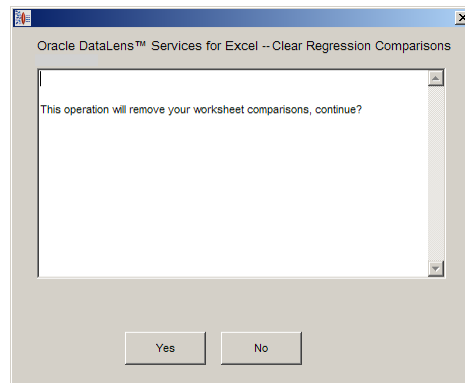 Oracle DataLens™ Services for Excel -- Clear Regression Comparisons
This operation will remove your worksheet comparisons, continue?
Yes No